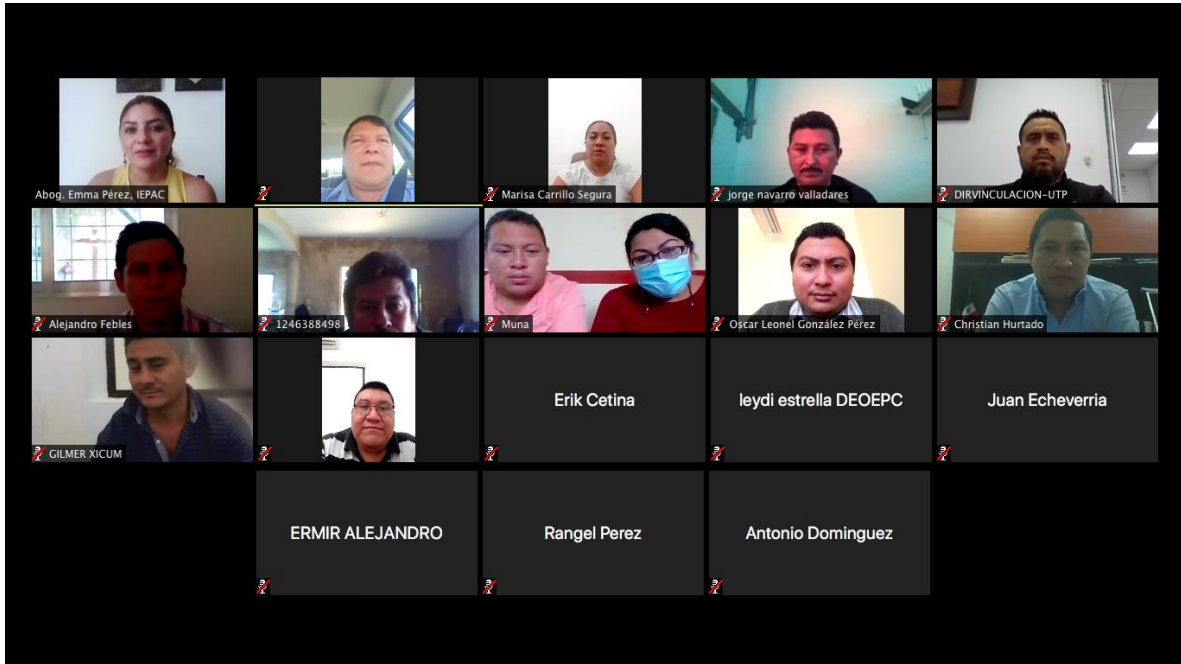 Abog. Emma Pérez, IEPAC
Marisa Carrillo Segura
jorge navarro valladares
DIRVINCULACION-UTP
Alejandro Febles
1246388498
Muna
Oscar Leonel González Pérez
Christian Hurtado
GILMER XICUM
Erik Cetina
leydi estrella DEOEPC
Juan Echeverria
ERMIR ALEJANDRO
Rangel Perez
Antonio Dominguez